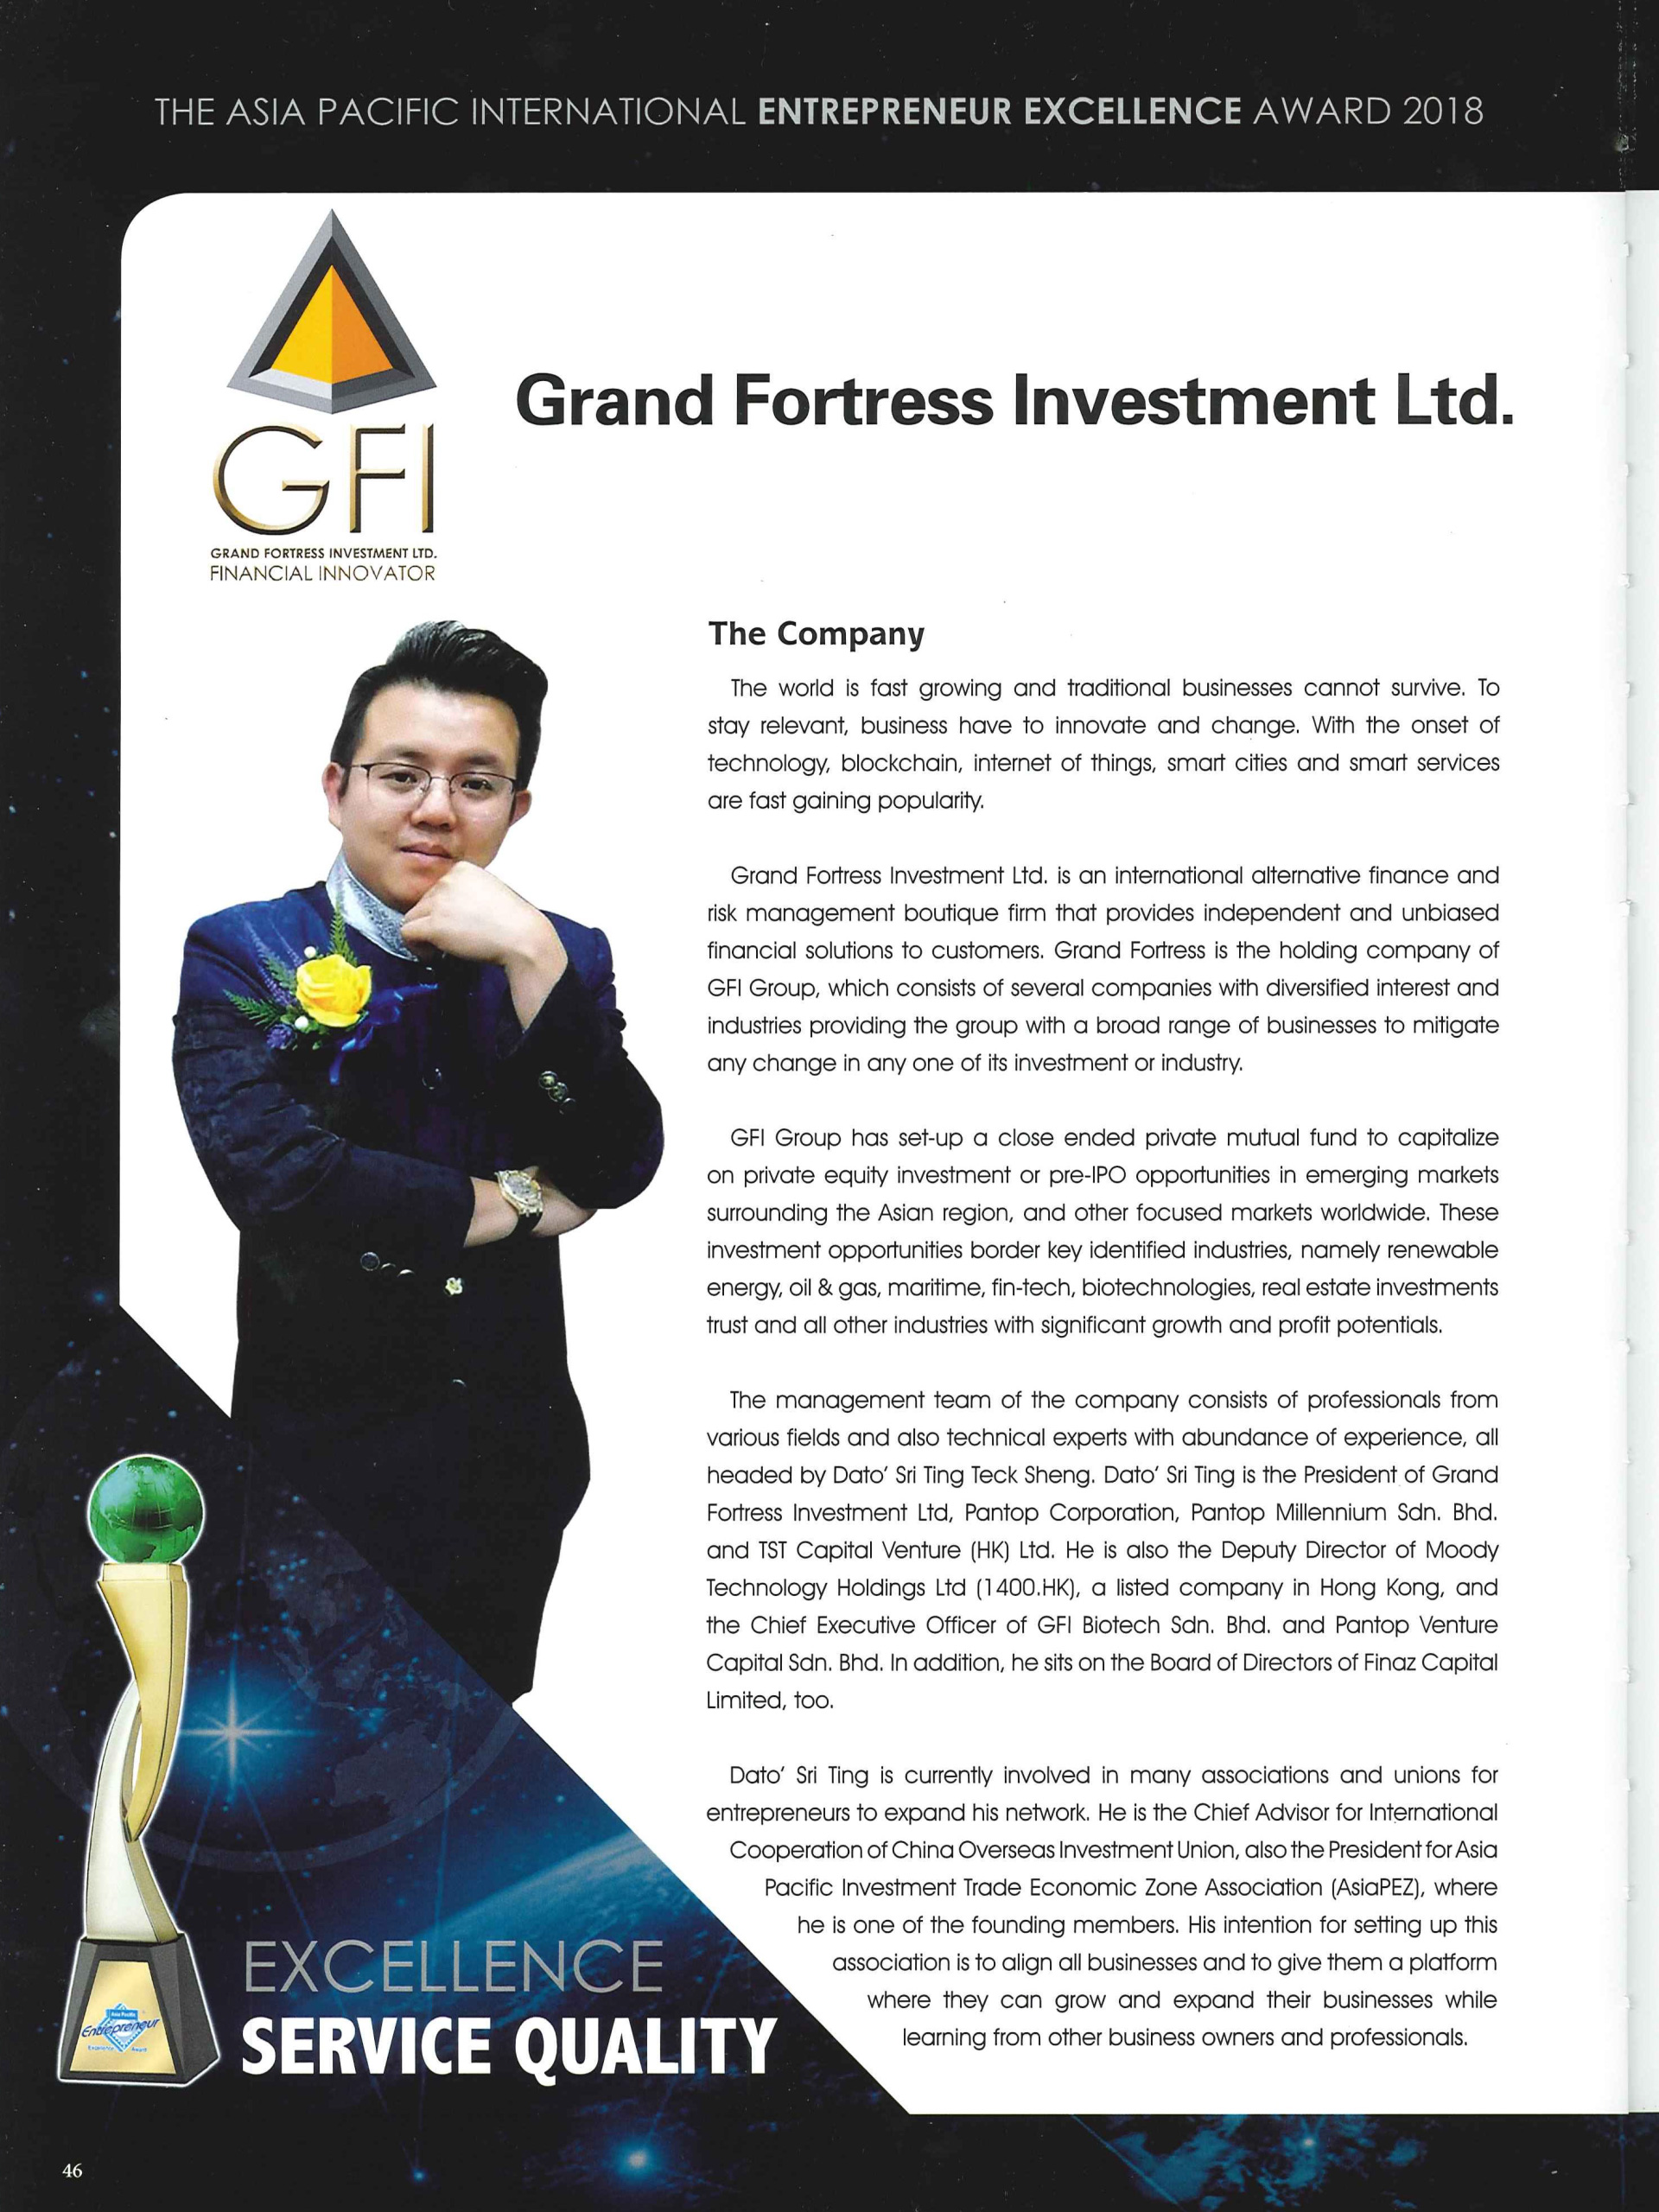 THE ASIA PACIFIC INTERNATIONAL ENTREPRENEUR EXCELLENCE AWARD 2018
GFI
GRAND FORTRESS INVESTMENT LTD.
FINANCIAL INNOVATOR
Grand Fortress Investment Ltd.
The Company
The world is fast growing and traditional businesses cannot survive. To
stay relevant, business have to innovate and change. With the onset of
technology, blockchain, internet of things, smart cities and smart services
are fast gaining popularity.
Grand Fortress Investment Ltd. is an international alternative finance and
risk management boutique firm that provides independent and unbiased
financial solutions to customers. Grand Fortress is the holding company of
GFI Group, which consists of several companies with diversified interest and
industries providing the group with a broad range of businesses to mitigate
any change in any one of its investment or industry.
GFI Group has set-up a close ended private mutual fund to capitalize
on private equity investment or pre-IPO opportunities in emerging markets
surrounding the Asian region, and other focused markets worldwide. These
investment opportunities border key identified industries, namely renewable
energy, oil & gas, maritime, fin-tech, biotechnologies, real estate investments
trust and all other industries with significant growth and profit potentials.
The management team of the company consists of professionals from
various fields and also technical experts with abundance of experience, all
headed by Dato' Sri Ting Teck Sheng. Dato' Sri Ting is the President of Grand
Fortress Investment Ltd, Pantop Corporation, Pantop Millennium Sdn. Bhd.
and TST Capital Venture (HK) Ltd. He is also the Deputy Director of Moody
Technology Holdings Ltd (1400.HK), a listed company in Hong Kong, and
the Chief Executive Officer of GFI Biotech Sdn. Bhd. and Pantop Venture
Capital Sdn. Bhd. In addition, he sits on the Board of Directors of Finaz Capital
Limited, too.
Dato' Sri Ting is currently involved in many associations and unions for
entrepreneurs to expand his network. He is the Chief Advisor for International
Cooperation of China Overseas Investment Union, also the President for Asia
Pacific Investment Trade Economic Zone Association (AsiaPEZ), where
he is one of the founding members. His intention for setting up this
association is to align all businesses and to give them a platform
where they can grow and expand their businesses while
learning from other business owners and professionals.
Asia Pacific
Entrepreneur
Excellence Award
EXCELLENCE
SERVICE QUALITY
46